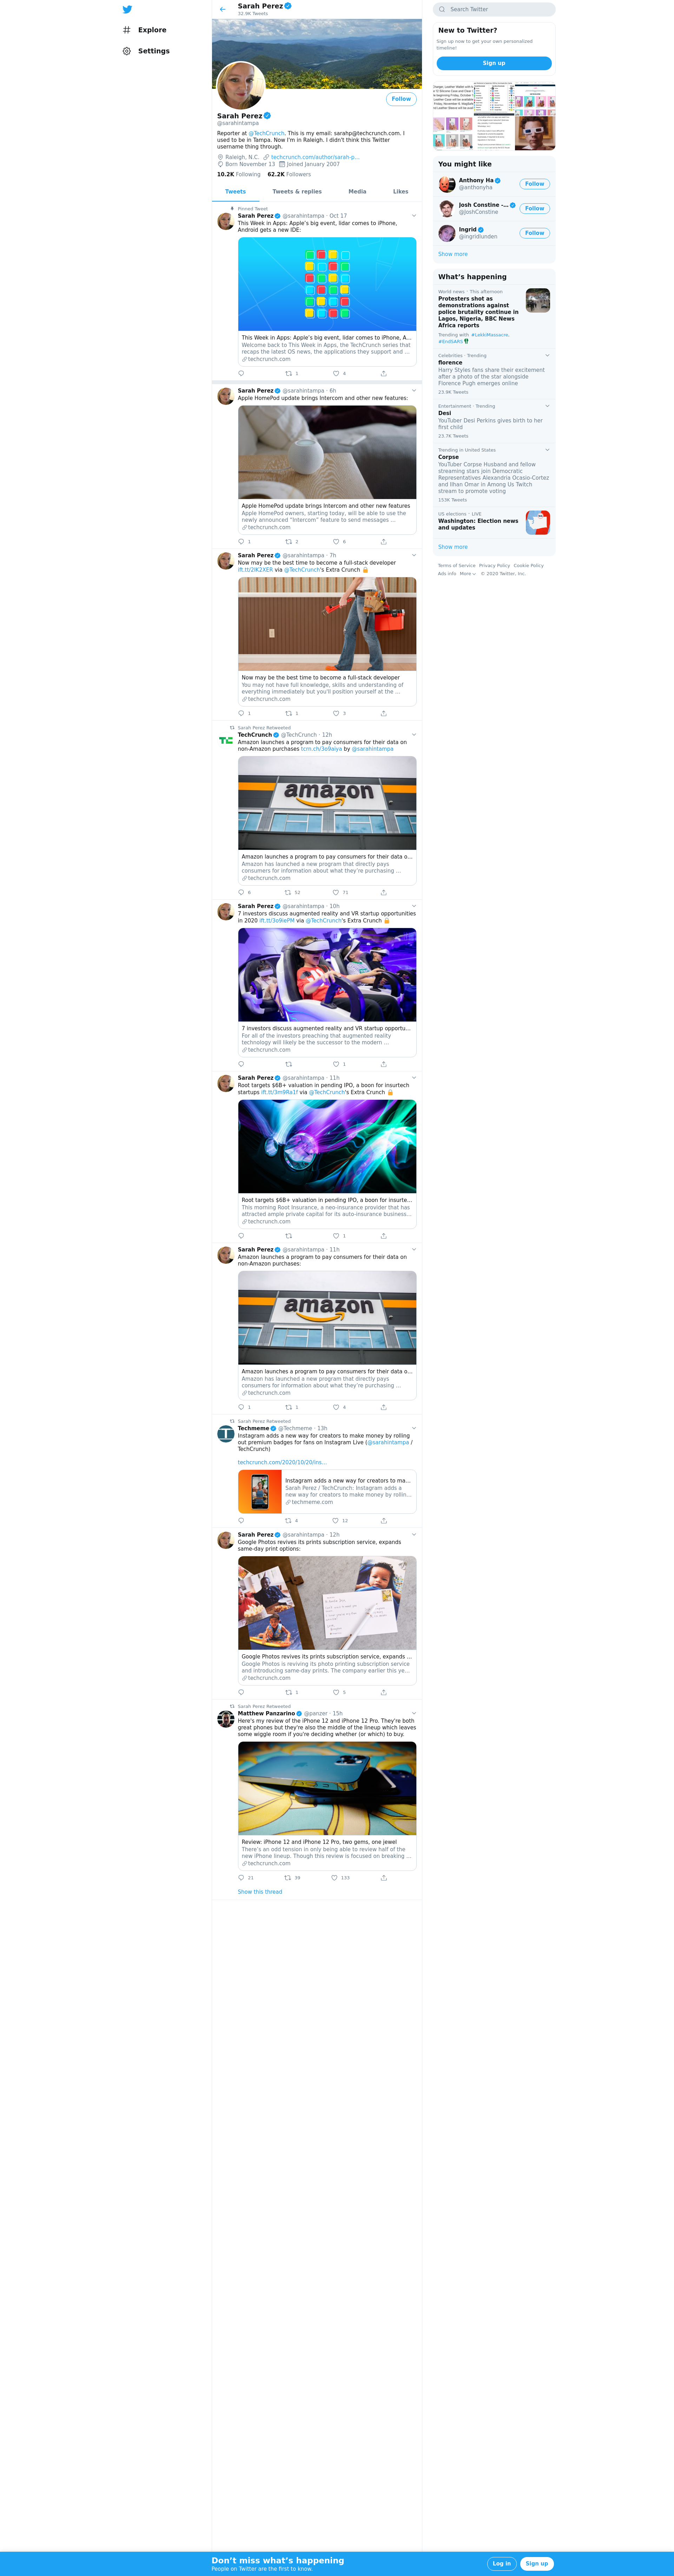 Explore
Settings
Sarah Perez
32.9K Tweets
Follow
Sarah Perez
@sarahintampa
Reporter at @TechCrunch. This is my email: sarahp@techcrunch.com. I
used to be in Tampa. Now I'm in Raleigh. I didn't think this Twitter
username thing through.
Raleigh, N.C. techcrunch.com/author/sarah-p…
Born November 13 Joined January 2007
10.2K Following 62.2K Followers
Tweets Tweets & replies Media Likes
Pinned Tweet
Sarah Perez @sarahintampa · Oct 17
This Week in Apps: Apple's big event, lidar comes to iPhone,
Android gets a new IDE:
This Week in Apps: Apple's big event, lidar comes to iPhone, A…
Welcome back to This Week in Apps, the TechCrunch series that
recaps the latest OS news, the applications they support and …
techcrunch.com
1 4
Sarah Perez @sarahintampa · 6h
Apple HomePod update brings Intercom and other new features:
Apple HomePod update brings Intercom and other new features
Apple HomePod owners, starting today, will be able to use the
newly announced "Intercom" feature to send messages …
techcrunch.com
Sarah Perez @sarahintampa · 7h
Now may be the best time to become a full-stack developer
via @TechCrunch's Extra Crunch
Now may be the best time to become a full-stack developer
You may not have full knowledge, skills and understanding of
everything immediately but you'll position yourself at the …
techcrunch.com
1 1 3
Sarah Perez Retweeted
TechCrunch @TechCrunch · 12h
Amazon launches a program to pay consumers for their data on
non-Amazon purchases by @sarahintampa
amazon
Amazon launches a program to pay consumers for their data o…
Amazon has launched a new program that directly pays
consumers for information about what they're purchasing …
techcrunch.com
6 52 71
Sarah Perez @sarahintampa · 10h
7 investors discuss augmented reality and VR startup opportunities
in 2020 via @TechCrunch's Extra Crunch
7 investors discuss augmented reality and VR startup opportu…
For all of the investors preaching that augmented reality
technology will likely be the successor to the modern …
techcrunch.com
1
Sarah Perez @sarahintampa · 11h
Root targets $6B+ valuation in pending IPO, a boon for insurtech
startups via @TechCrunch's Extra Crunch
Root targets $6B+ valuation in pending IPO, a boon for insurte…
This morning Root Insurance, a neo-insurance provider that has
attracted ample private capital for its auto-insurance business…
techcrunch.com
1
Sarah Perez @sarahintampa · 11h
Amazon launches a program to pay consumers for their data on
non-Amazon purchases:
amazon
Amazon launches a program to pay consumers for their data o…
Amazon has launched a new program that directly pays
consumers for information about what they're purchasing …
techcrunch.com
1 1 4
Sarah Perez Retweeted
Techmeme @Techmeme · 13h
Instagram adds a new way for creators to make money by rolling
out premium badges for fans on Instagram Live (@sarahintampa /
TechCrunch)
techcrunch.com/2020/10/20/ins…
Instagram adds a new way for creators to ma…
Sarah Perez / TechCrunch: Instagram adds a
new way for creators to make money by rollin…
techmeme.com
4 12
Sarah Perez @sarahintampa · 12h
Google Photos revives its prints subscription service, expands
same-day print options:
Google Photos revives its prints subscription service, expands …
Google Photos is reviving its photo printing subscription service
and introducing same-day prints. The company earlier this ye…
techcrunch.com
1 5
Sarah Perez Retweeted
Matthew Panzarino @panzer · 15h
Here's my review of the iPhone 12 and iPhone 12 Pro. They're both
great phones but they're also the middle of the lineup which leaves
some wiggle room if you're deciding whether (or which) to buy.
Review: iPhone 12 and iPhone 12 Pro, two gems, one jewel
There's an odd tension in only being able to review half of the
new iPhone lineup. Though this review is focused on breaking …
techcrunch.com
21 39 133
Show this thread
Search Twitter
New to Twitter?
Sign up now to get your own personalized
timeline!
Sign up
You might like
Anthony Ha
@anthonyha
Follow
Josh Constine -…
@JoshConstine
Follow
Ingrid
@ingridlunden
Follow
Show more
What's happening
World news · This afternoon
Protesters shot as
demonstrations against
police brutality continue in
Lagos, Nigeria, BBC News
Africa reports
Trending with #LekkiMassacre,
#EndSARS
Celebrities · Trending
florence
Harry Styles fans share their excitement
after a photo of the star alongside
Florence Pugh emerges online
23.9K Tweets
Entertainment · Trending
Desi
YouTuber Desi Perkins gives birth to her
first child
23.7K Tweets
Trending in United States
Corpse
YouTuber Corpse Husband and fellow
streaming stars join Democratic
Representatives Alexandria Ocasio-Cortez
and Ilhan Omar in Among Us Twitch
stream to promote voting
153K Tweets
US elections · LIVE
Washington: Election news
and updates
Show more
Terms of Service Privacy Policy Cookie Policy
Ads info More © 2020 Twitter, Inc.
Don't miss what's happening
People on Twitter are the first to know.
Log in Sign up